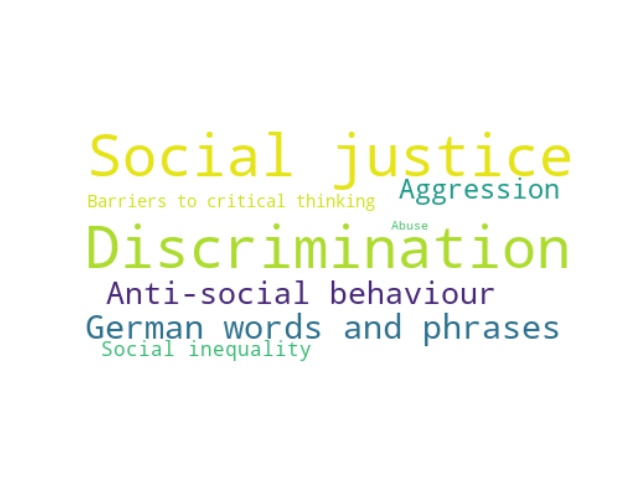 Social justice
Aggression
Barriers to critical thinking
Abuse
Discrimination
Anti-social behaviour
German words and phrases
Social inequality